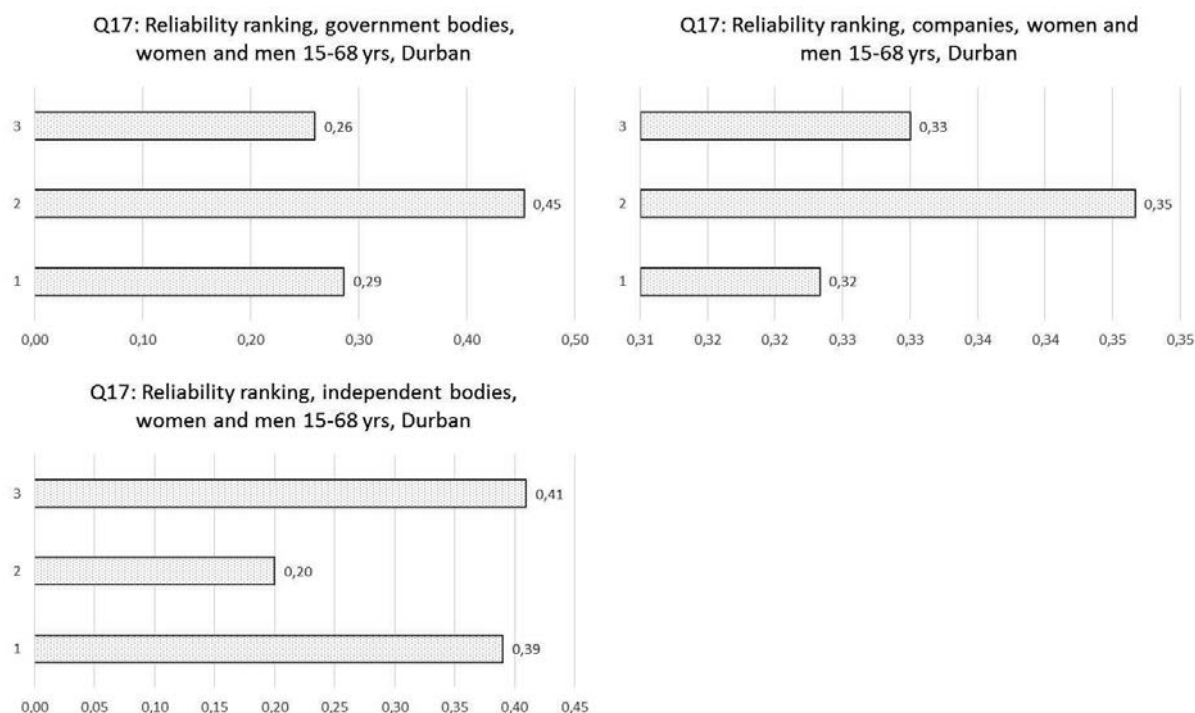 Q17: Reliability ranking, government bodies,
women and men 15-68 yrs, Durban
3
0,26
2
0,45
1
0,29
0,00 0,10 0,20 0,30 0,40 0,50
Q17: Reliability ranking, companies, women and
men 15-68 yrs, Durban
3
0,33
2
0,35
1
0,32
0,31 0,32 0,32 0,33 0,33 0,34 0,34 0,35 0,35
Q17: Reliability ranking, independent bodies,
women and men 15-68 yrs, Durban
3
0,41
2
0,20
1
0,39
0,00 0,05 0,10 0,15 0,20 0,25 0,30 0,35 0,40 0,45